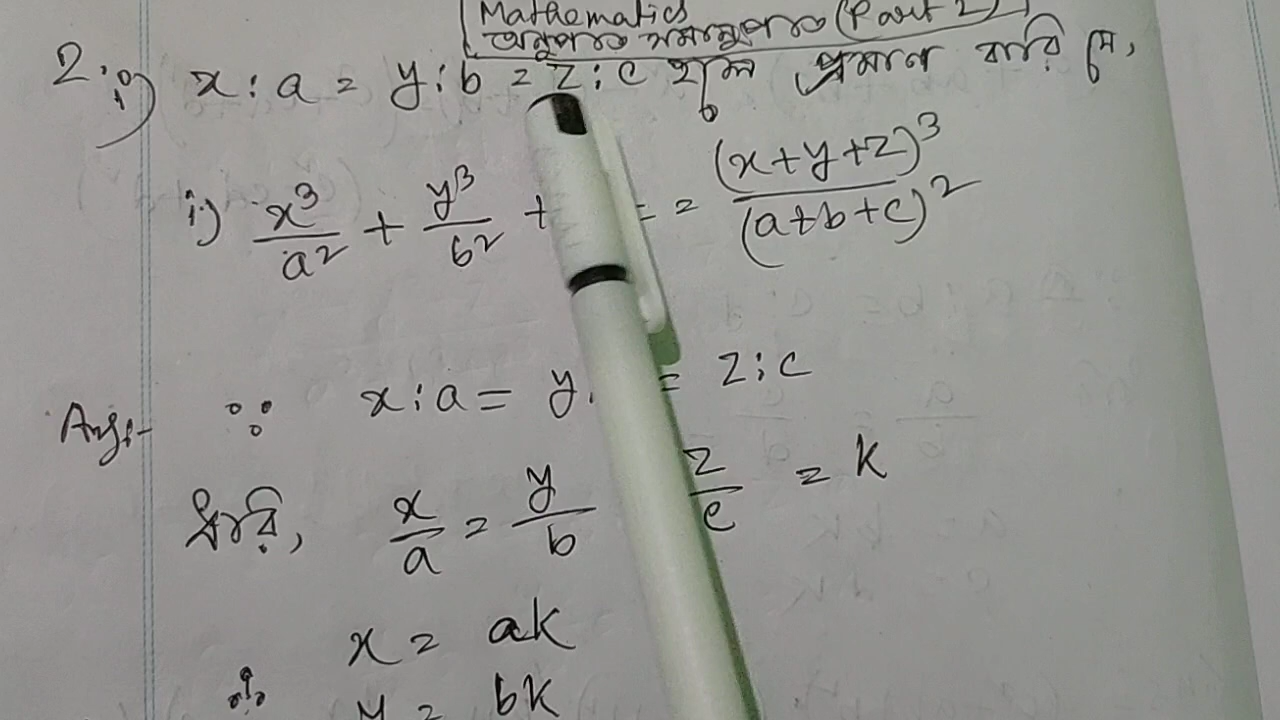 Mathematics
অনুপাত ও সমানুপাত (Part 2)
2. ii) x : a = y : b = z : c হলে প্রমাণ করি যে,
i) x³/a² + y³/b² + = (x+y+z)³/(a+b+c)²
Ans:- ∵ x : a = y : = z : c
ধরি, x/a = y/b z/c = k
x = ak
∴ y = bk